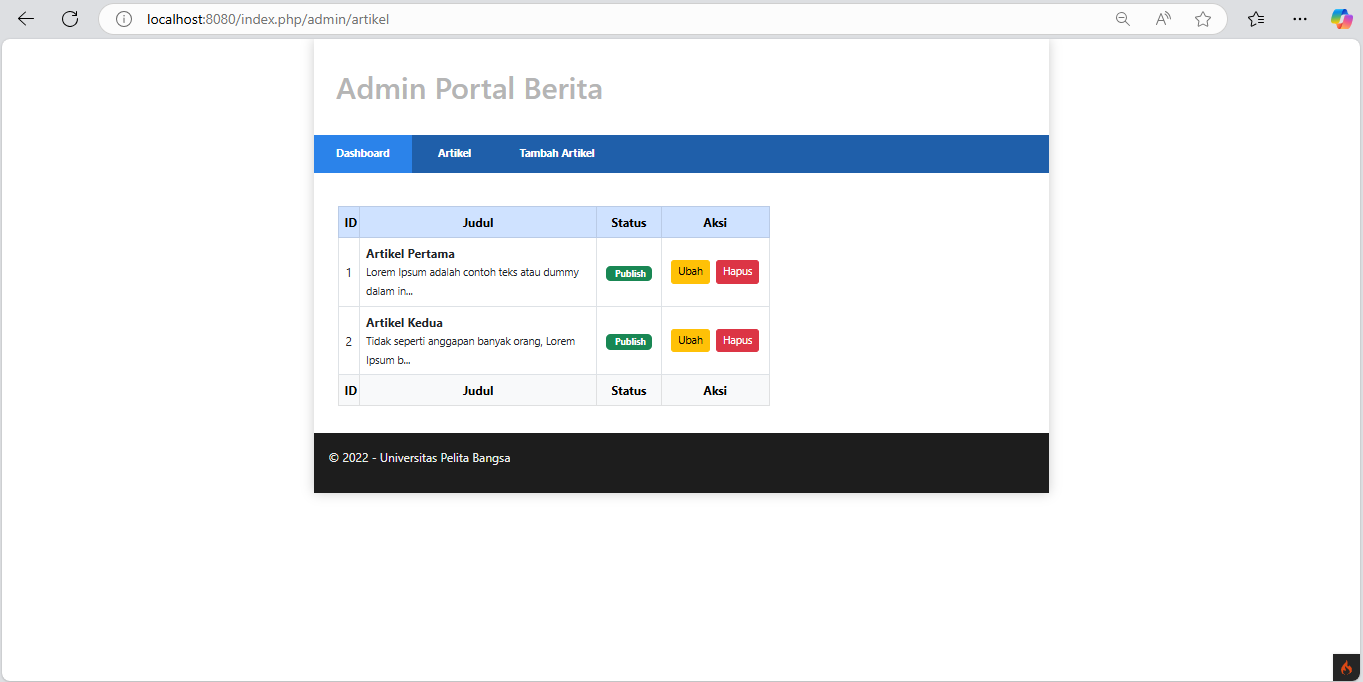 localhost:8080/index.php/admin/artikel
Admin Portal Berita
Dashboard Artikel Tambah Artikel
ID Judul Status Aksi
1 Artikel Pertama
Lorem Ipsum adalah contoh teks atau dummy
dalam in...
Publish Ubah Hapus
2 Artikel Kedua
Tidak seperti anggapan banyak orang, Lorem
Ipsum b...
Publish Ubah Hapus
ID Judul Status Aksi
© 2022 - Universitas Pelita Bangsa